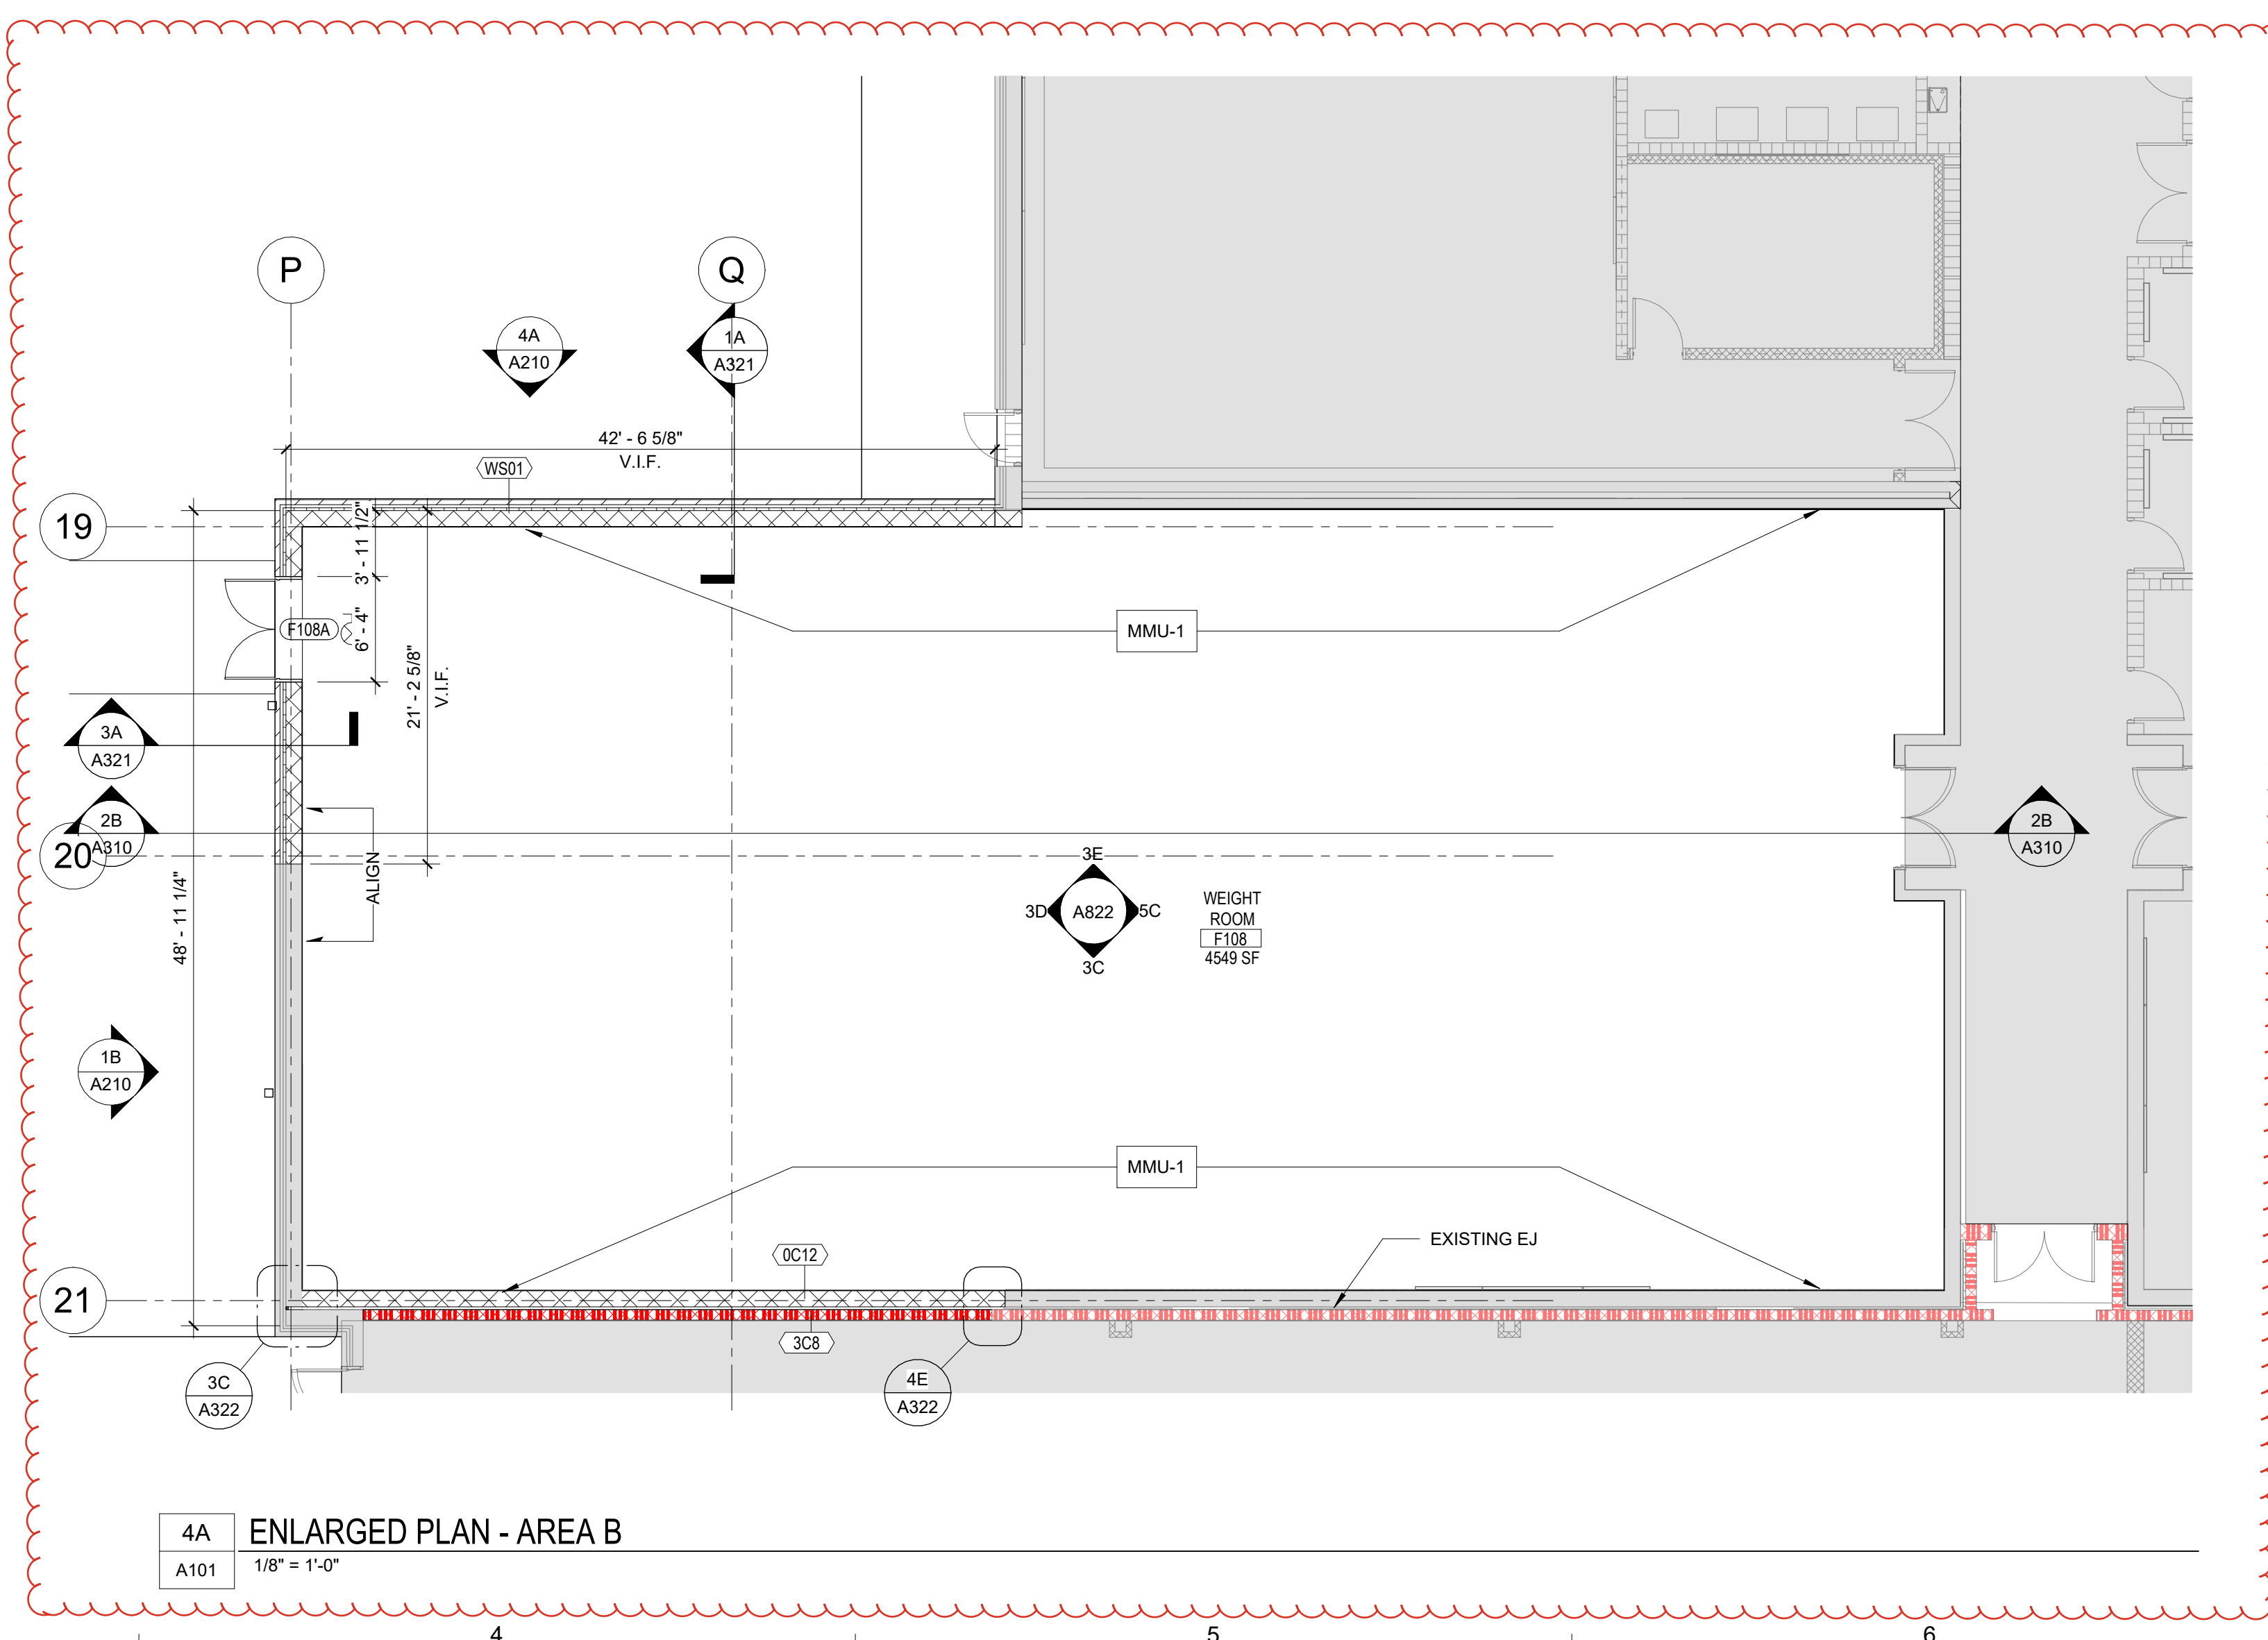 P
Q
4A
A210
1A
A321
42' - 6 5/8"
V.I.F.
WS01
19
3' - 11 1/2"
F108A
6' - 4"
21' - 2 5/8"
V.I.F.
MMU-1
3A
A321
2B
A310
20
2B
A310
ALIGN
48' - 11 1/4"
3E
3D
A822
5C
3C
WEIGHT
ROOM
F108
4549 SF
1B
A210
MMU-1
EXISTING EJ
0C12
21
3C8
3C
A322
4E
A322
4A
ENLARGED PLAN - AREA B
A101
1/8" = 1'-0"
4
5
6